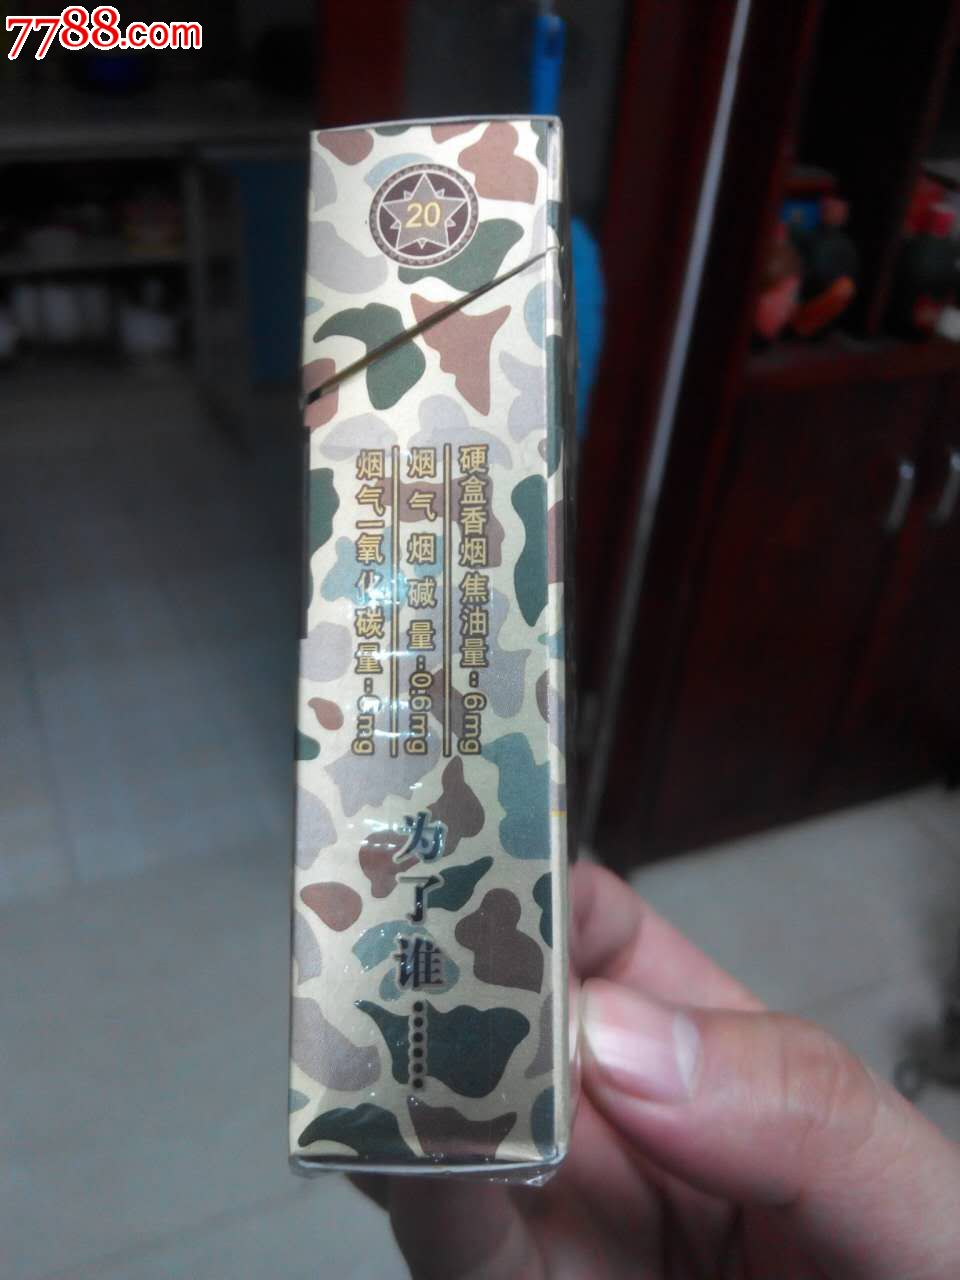 7788.com
20
硬盒香烟焦油量:6mg
烟气烟碱量:0.6mg
烟气一氧化碳量:6mg
为了谁……